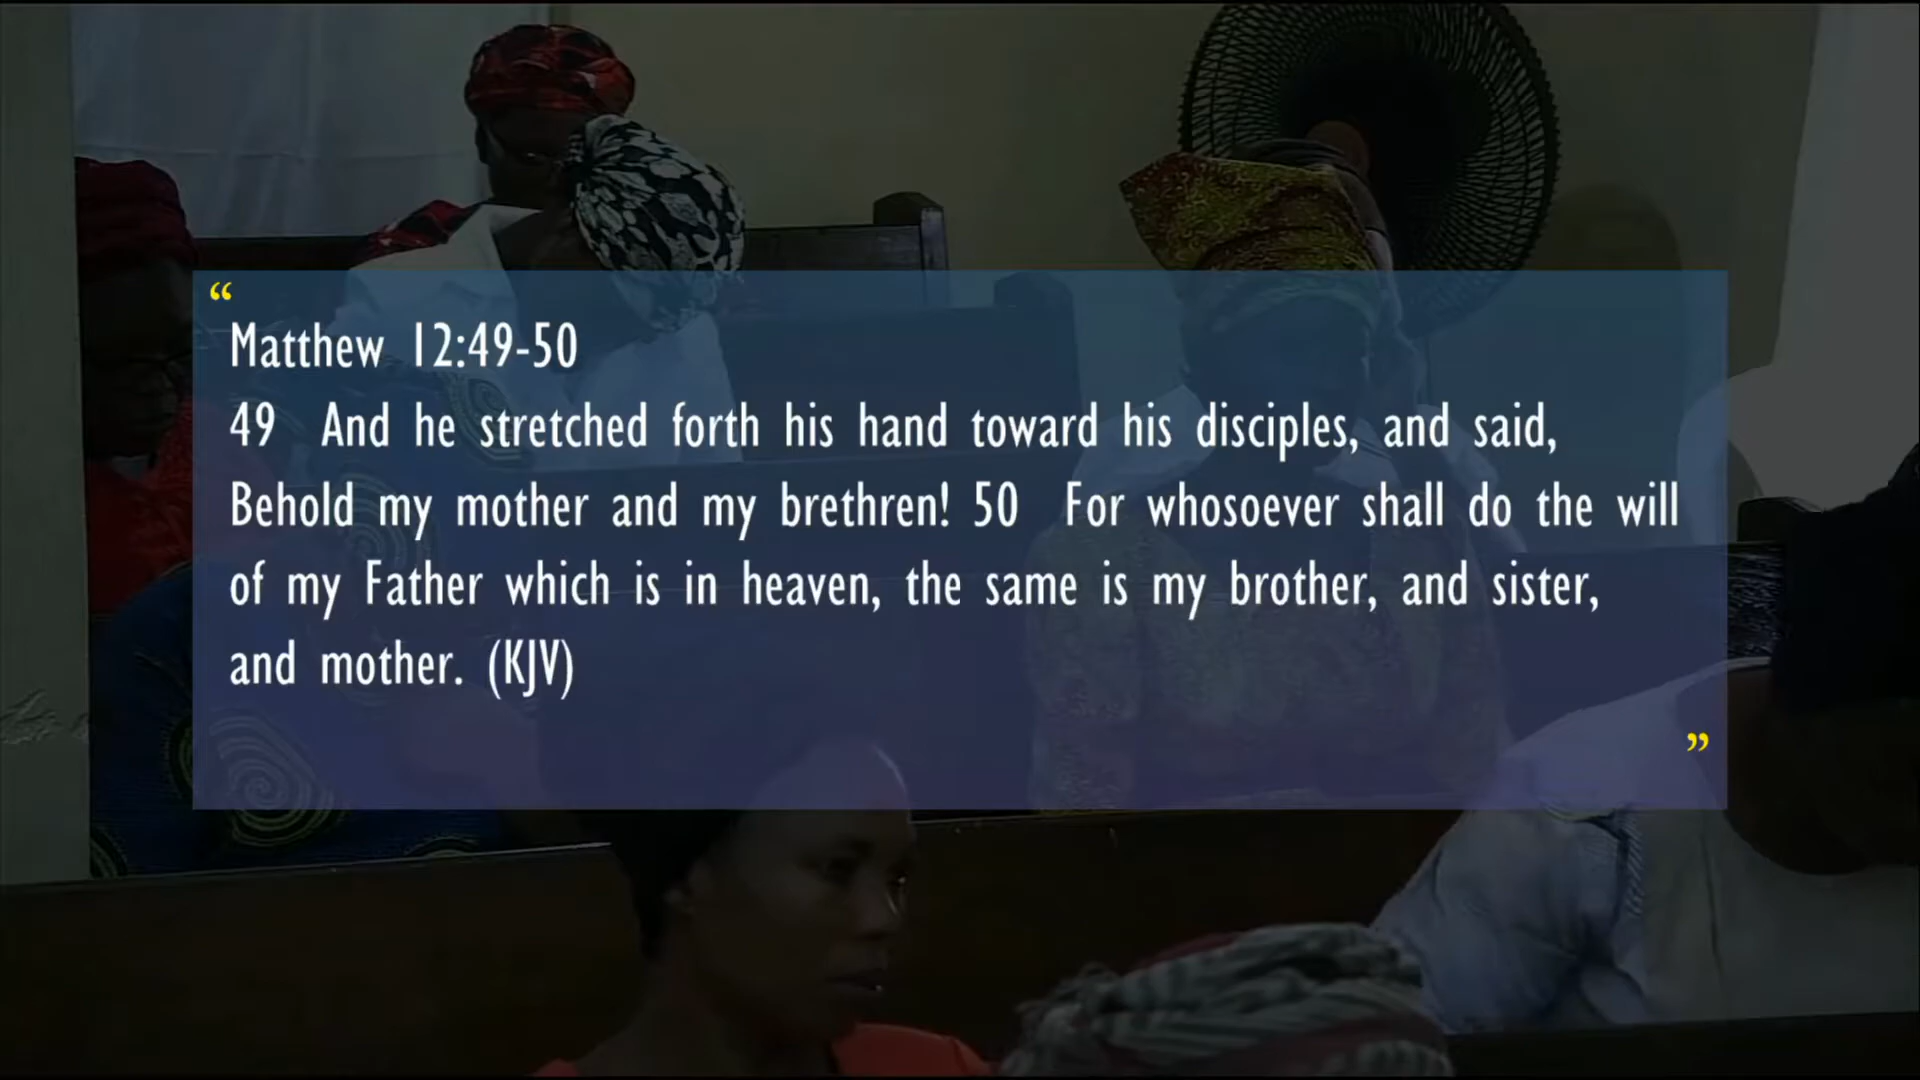 “
Matthew 12:49-50
49 And he stretched forth his hand toward his disciples, and said,
Behold my mother and my brethren! 50 For whosoever shall do the will
of my Father which is in heaven, the same is my brother, and sister,
and mother. (KJV)
”